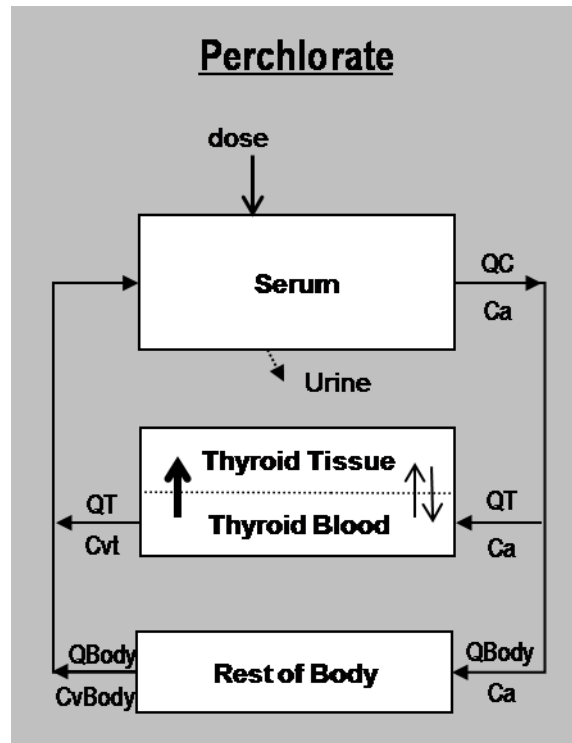 Perchlorate
dose
Serum
QC
Ca
Urine
Thyroid Tissue
Thyroid Blood
QT
Cvt
QT
Ca
QBody
CvBody
Rest of Body
QBody
Ca